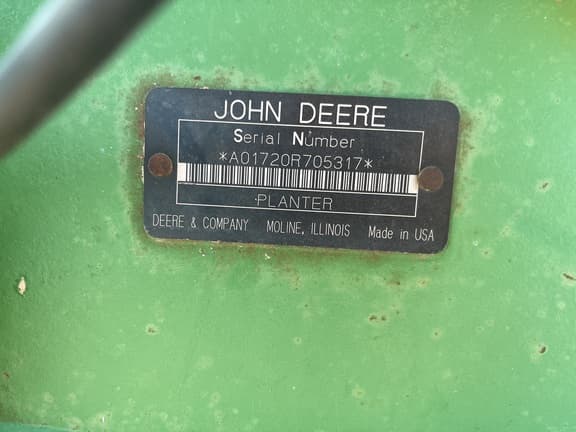 JOHN DEERE
Serial Number
*A01720R705317*
PLANTER
DEERE & COMPANY MOLINE, ILLINOIS Made in USA